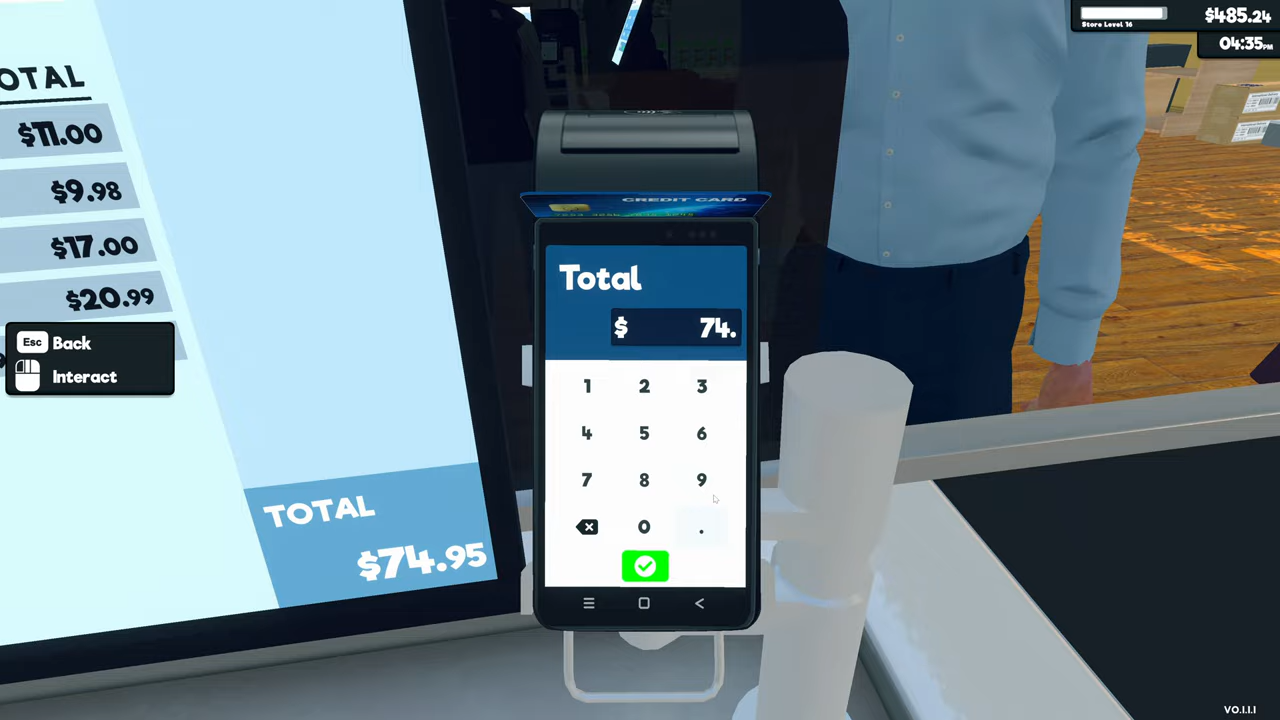 $485.24
Store Level 16
04:35PM
OTAL
$11.00
$9.98
$17.00
$20.99
Esc Back
Interact
TOTAL
$74.95
CREDIT CARD
Total
$ 74.
1 2 3
4 5 6
7 8 9
0 .
V0.1.1.1